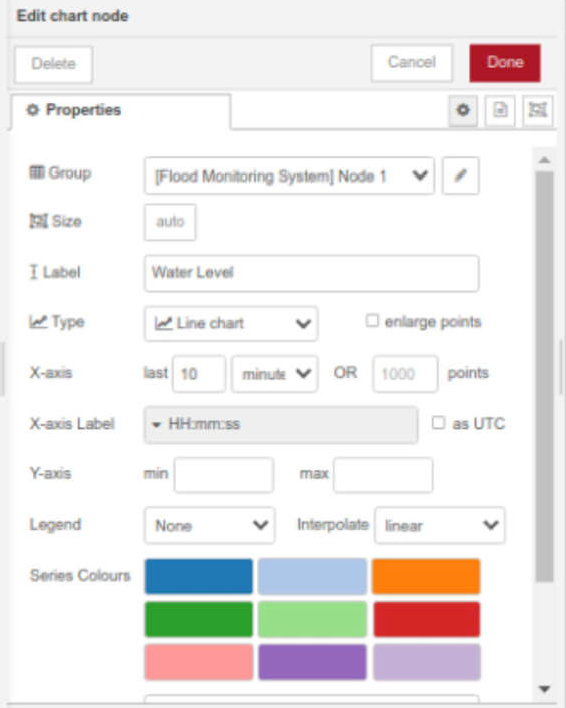 Edit chart node
Delete Cancel Done
Properties
Group [Flood Monitoring System] Node 1
Size auto
Label Water Level
Type Line chart enlarge points
X-axis last 10 minute OR 1000 points
X-axis Label HH:mm:ss as UTC
Y-axis min max
Legend None Interpolate linear
Series Colours